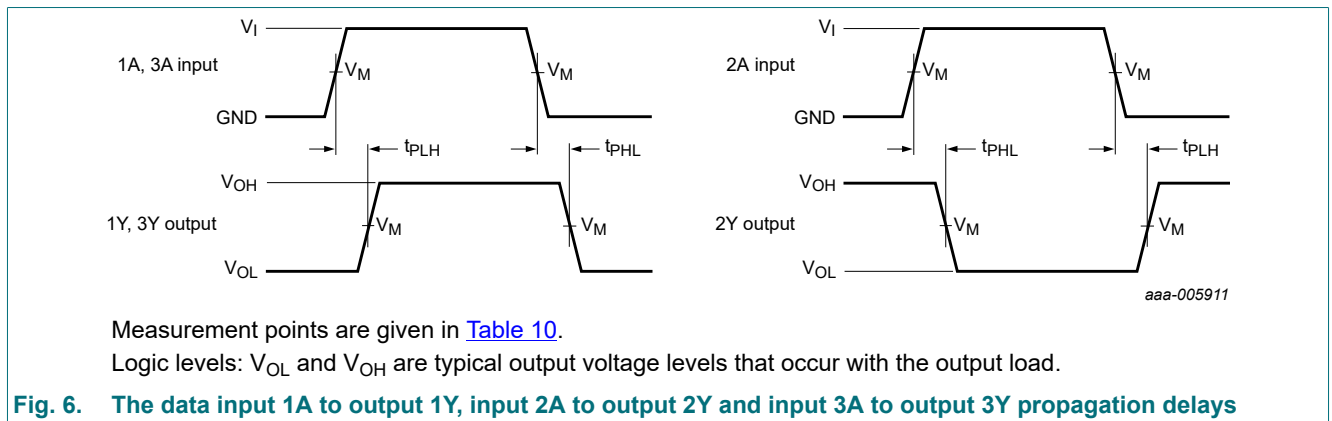 VI
1A, 3A input
VM
VM
GND
tPLH
tPHL
VOH
1Y, 3Y output
VM
VM
VOL
VI
2A input
VM
VM
GND
tPHL
tPLH
VOH
2Y output
VM
VM
VOL
aaa-005911
Measurement points are given in Table 10.
Logic levels: VOL and VOH are typical output voltage levels that occur with the output load.
Fig. 6. The data input 1A to output 1Y, input 2A to output 2Y and input 3A to output 3Y propagation delays